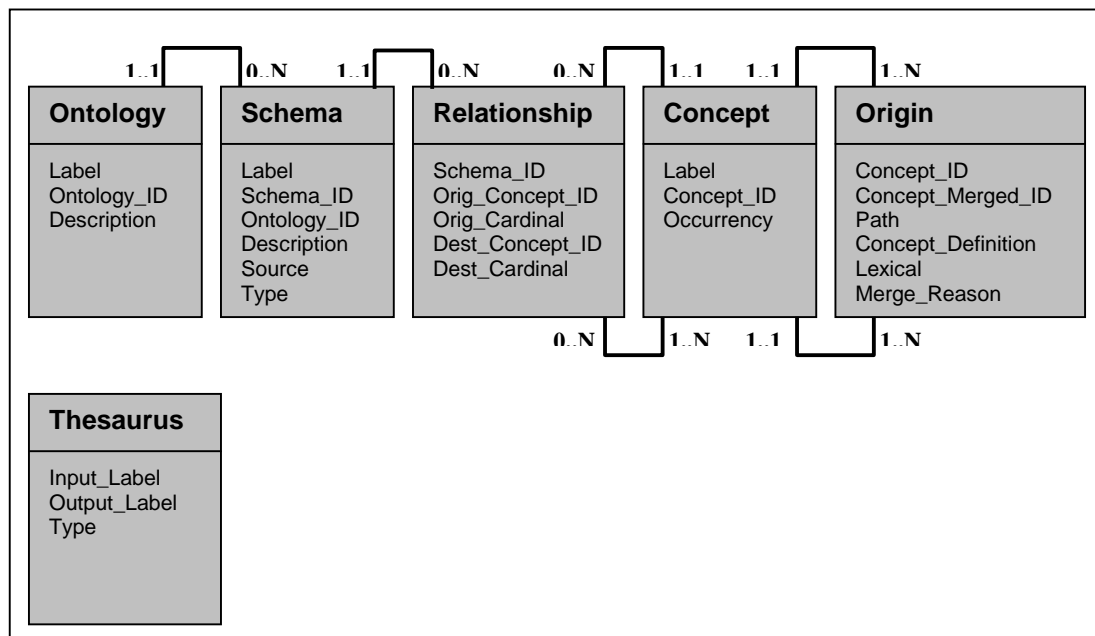 1..1 0..N 1..1 0..N 0..N 1..1 1..1 1..N
Ontology
Label
Ontology_ID
Description
Schema
Label
Schema_ID
Ontology_ID
Description
Source
Type
Relationship
Schema_ID
Orig_Concept_ID
Orig_Cardinal
Dest_Concept_ID
Dest_Cardinal
Concept
Label
Concept_ID
Occurrency
Origin
Concept_ID
Concept_Merged_ID
Path
Concept_Definition
Lexical
Merge_Reason
0..N 1..N 1..1 1..N
Thesaurus
Input_Label
Output_Label
Type